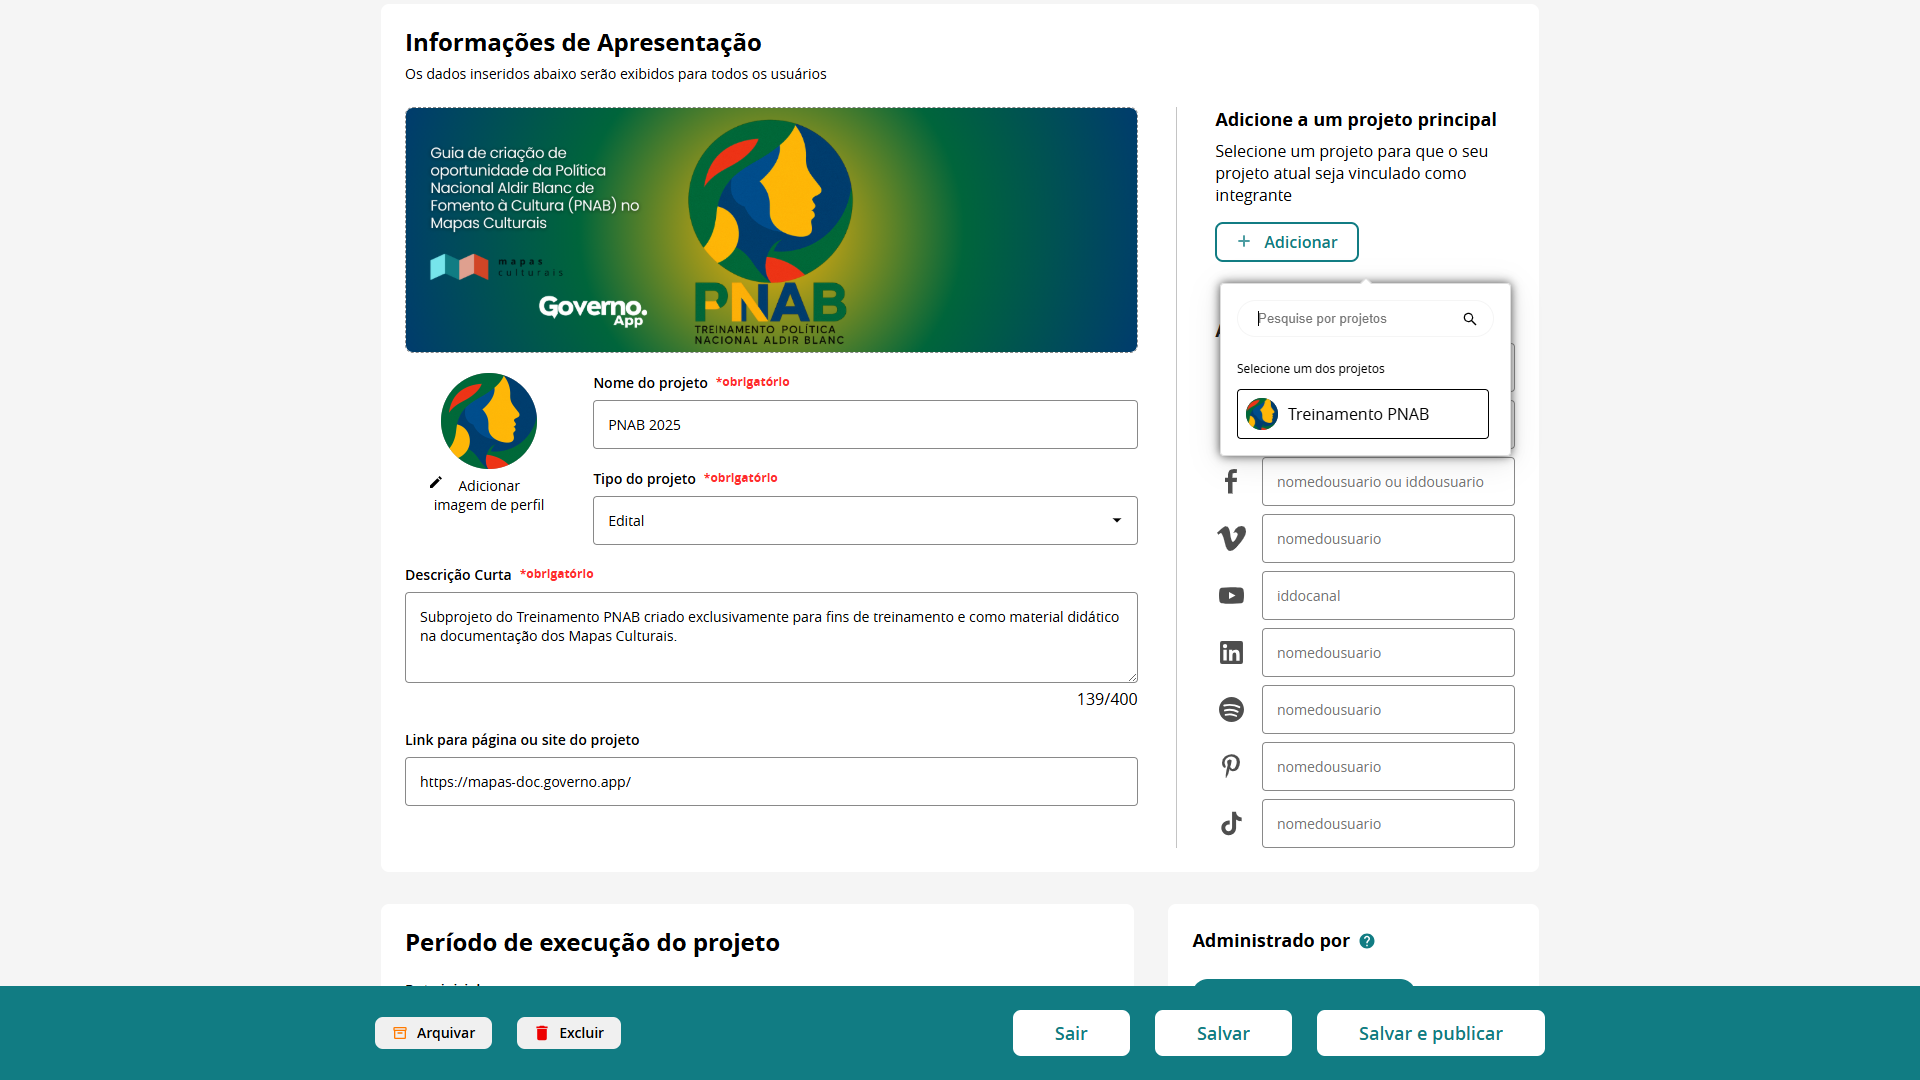 Informações de Apresentação
Os dados inseridos abaixo serão exibidos para todos os usuários
Guia de criação de
oportunidade da Política
Nacional Aldir Blanc de
Fomento à Cultura (PNAB) no
Mapas Culturais
mapas
culturais
Governo.
App
PNAB
TREINAMENTO POLÍTICA
NACIONAL ALDIR BLANC
Adicionar
imagem de perfil
Nome do projeto *obrigatório
PNAB 2025
Tipo do projeto *obrigatório
Edital
Descrição Curta *obrigatório
Subprojeto do Treinamento PNAB criado exclusivamente para fins de treinamento e como material didático
na documentação dos Mapas Culturais.
139/400
Link para página ou site do projeto
https://mapas-doc.governo.app/
Adicione a um projeto principal
Selecione um projeto para que o seu
projeto atual seja vinculado como
integrante
+ Adicionar
Pesquise por projetos
Selecione um dos projetos
Treinamento PNAB
nomedousuario ou iddousuario
nomedousuario
iddocanal
nomedousuario
nomedousuario
nomedousuario
nomedousuario
Período de execução do projeto
Administrado por ?
Arquivar
Excluir
Sair
Salvar
Salvar e publicar